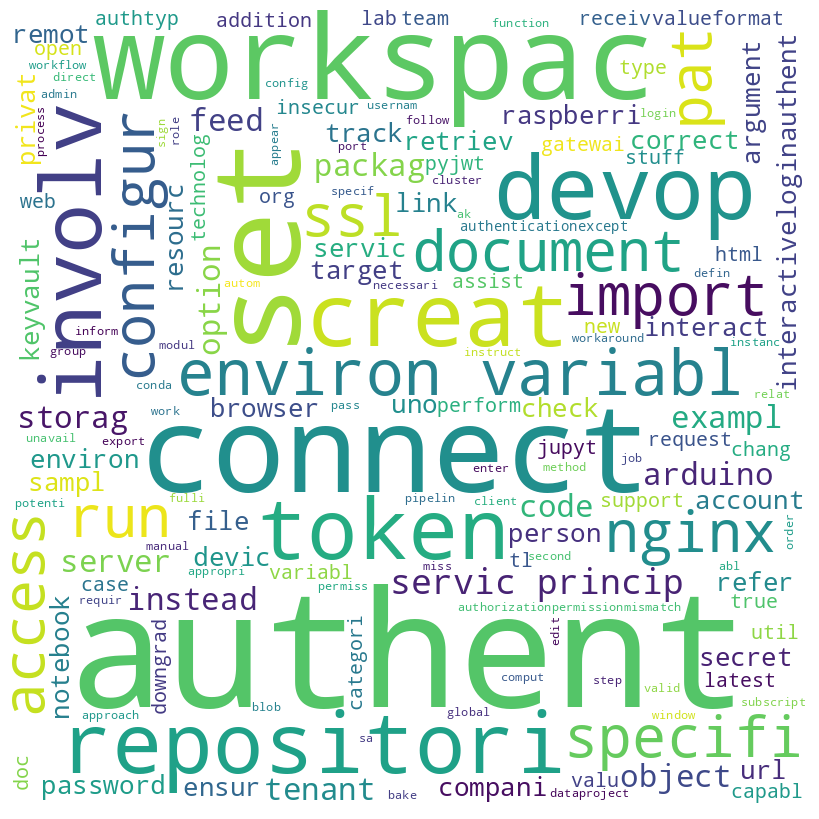 authtyp
addition
lab
team
function
receiv
valueformat
remot
workspac
open
workflow
direct
admin
config
type
pat
privat
process
involv
configur
sign
role
feed
insecur
usernam
follow
raspberri
login
argument
interactiveloginauthent
technolog
set
appear
track
port
retriev
gatewai
correct
packag
pyjwt
stuff
devop
web
resourc
org
ssl
specif
link
cluster
ak
authenticationexcept
servic
document
html
keyvault
option
target
assist
defin
autom
necessari
creat
import
inform
new
interact
group
modul
environ variabl
instruct
workaround
instanc
conda
pass
relat
storag
work
browser
uno
perform
check
exampl
unavail
export
connect
enter
jupyt
request
chang
environ
method
job
arduino
sampl
potenti
fulli
pipelin
client
code
support
account
access
run
file
token
person
nginx
order
manual
server
devic
second
tl
abl
case
appropri
variabl
miss
servic princip
refer
requir
instead
permiss
authorizationpermissionmismatch
true
notebook
downgrad
authent
categori
edit
util
secret
comput
step
valid
latest
approach
blob
global
subscript
window
repositori
sa
specifi
doc
password
ensur
tenant
bake
compani
dataproject
valu
object
url
capabl